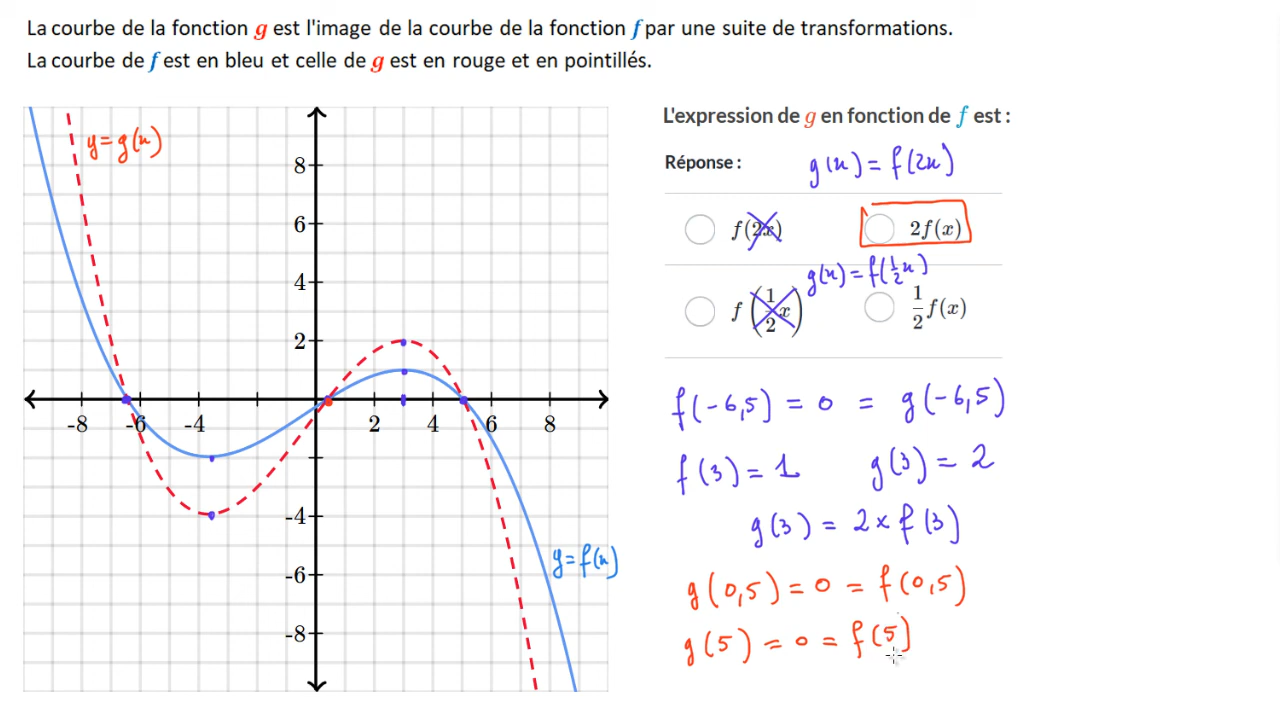 La courbe de la fonction g est l'image de la courbe de la fonction f par une suite de transformations.
La courbe de f est en bleu et celle de g est en rouge et en pointillés.
y=g(x)
8
6
4
2
-8 -6 -4 2 4 6 8
-4
-6
-8
y=f(x)
L'expression de g en fonction de f est :
Réponse :
g(x) = f(2x)
f(2x)
2f(x)
g(x) = f(1/2 x)
f(1/2 x)
1/2 f(x)
f(-6,5) = 0 = g(-6,5)
f(3) = 1 g(3) = 2
g(3) = 2 × f(3)
g(0,5) = 0 = f(0,5)
g(5) = 0 = f(5)